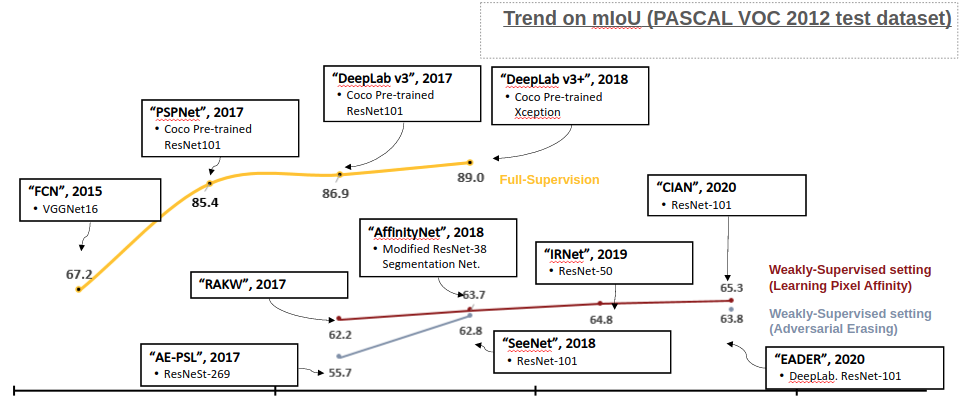 Trend on mIoU (PASCAL VOC 2012 test dataset)
“DeepLab v3”, 2017
• Coco Pre-trained
ResNet101
“DeepLab v3+”, 2018
• Coco Pre-trained
Xception
“PSPNet”, 2017
• Coco Pre-trained
ResNet101
“FCN”, 2015
• VGGNet16
67.2
85.4
86.9
89.0
Full-Supervision
“CIAN”, 2020
• ResNet-101
“AffinityNet”, 2018
• Modified ResNet-38
Segmentation Net.
“IRNet”, 2019
• ResNet-50
“RAKW”, 2017
62.2
63.7
64.8
65.3
Weakly-Supervised setting
(Learning Pixel Affinity)
62.8
63.8
Weakly-Supervised setting
(Adversarial Erasing)
“AE-PSL”, 2017
• ResNeSt-269
55.7
“SeeNet”, 2018
• ResNet-101
“EADER”, 2020
• DeepLab. ResNet-101